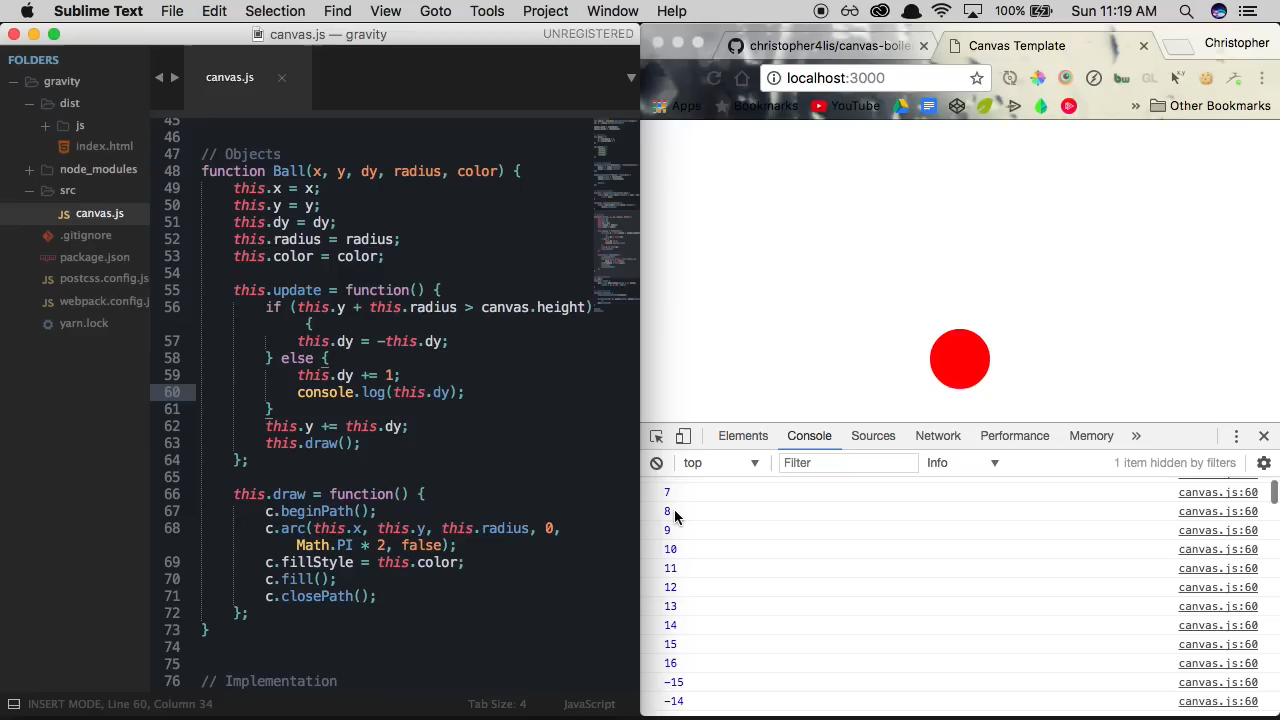 Sublime Text File Edit Selection Find View Goto Tools Project Window Help 100% Sun 11:19 AM
canvas.js — gravity UNREGISTERED
FOLDERS
gravity
dist
js
index.html
node_modules
src
canvas.js
.gitignore
package.json
postcss.config.js
webpack.config.j
yarn.lock
canvas.js
45
46
47 // Objects
48 function Ball(x, y, dy, radius, color) {
49 this.x = x;
50 this.y = y;
51 this.dy = dy;
52 this.radius = radius;
53 this.color = color;
54
55 this.update = function() {
56 if (this.y + this.radius > canvas.height)
{
57 this.dy = -this.dy;
58 } else {
59 this.dy += 1;
60 console.log(this.dy);
61 }
62 this.y += this.dy;
63 this.draw();
64 };
65
66 this.draw = function() {
67 c.beginPath();
68 c.arc(this.x, this.y, this.radius, 0,
Math.PI * 2, false);
69 c.fillStyle = this.color;
70 c.fill();
71 c.closePath();
72 };
73 }
74
75
76 // Implementation
INSERT MODE, Line 60, Column 34 Tab Size: 4 JavaScript
christopher4lis/canvas-boile Canvas Template Christopher
localhost:3000
Apps Bookmarks YouTube » Other Bookmarks
Elements Console Sources Network Performance Memory »
top Filter Info 1 item hidden by filters
7 canvas.js:60
8 canvas.js:60
9 canvas.js:60
10 canvas.js:60
11 canvas.js:60
12 canvas.js:60
13 canvas.js:60
14 canvas.js:60
15 canvas.js:60
16 canvas.js:60
-15 canvas.js:60
-14 canvas.js:60